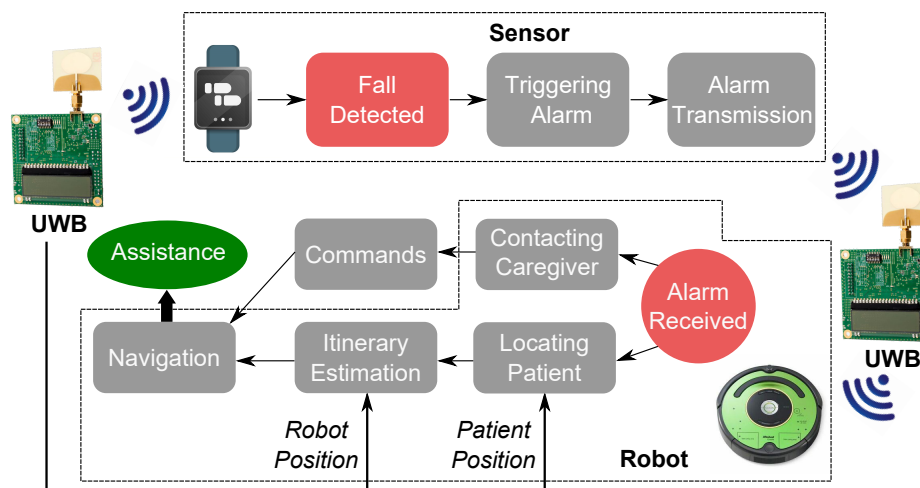 Sensor
Fall
Detected
Triggering
Alarm
Alarm
Transmission
UWB
Assistance
Commands
Contacting
Caregiver
Alarm
Received
Navigation
Itinerary
Estimation
Locating
Patient
UWB
Robot
Position
Patient
Position
Robot